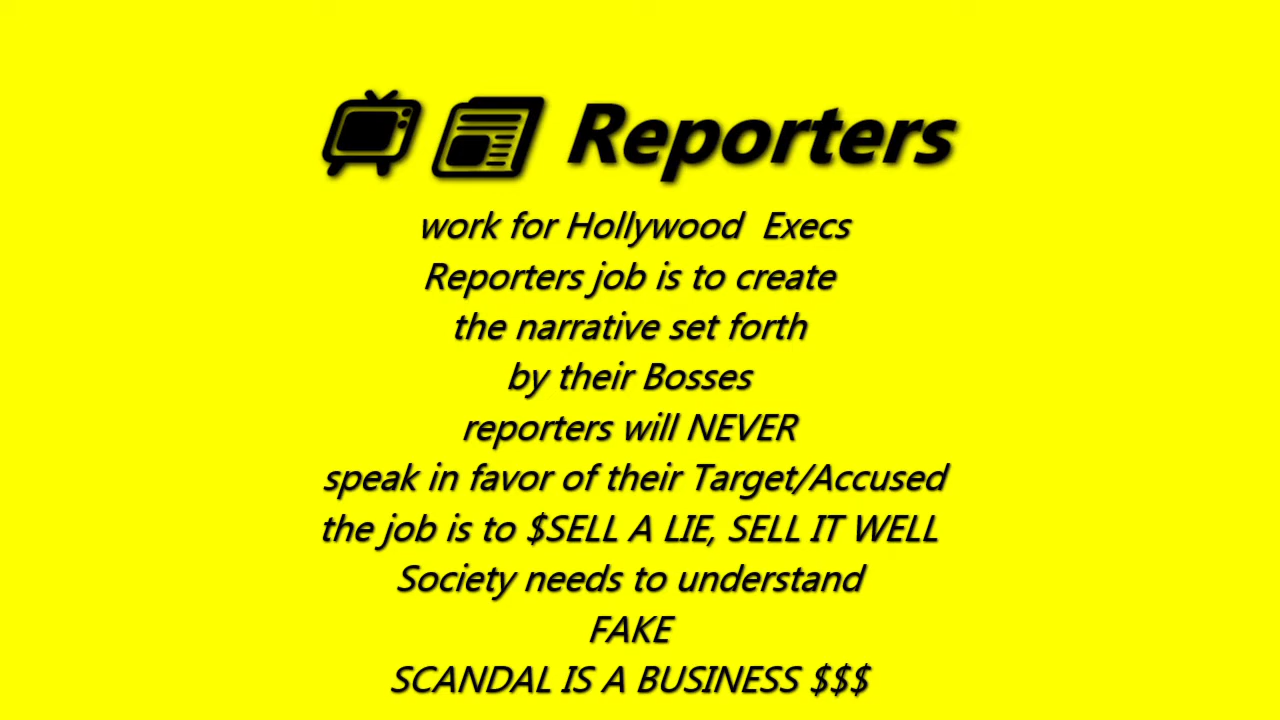 Reporters
work for Hollywood Execs
Reporters job is to create
the narrative set forth
by their Bosses
reporters will NEVER
speak in favor of their Target/Accused
the job is to $SELL A LIE, SELL IT WELL
Society needs to understand
FAKE
SCANDAL IS A BUSINESS $$$